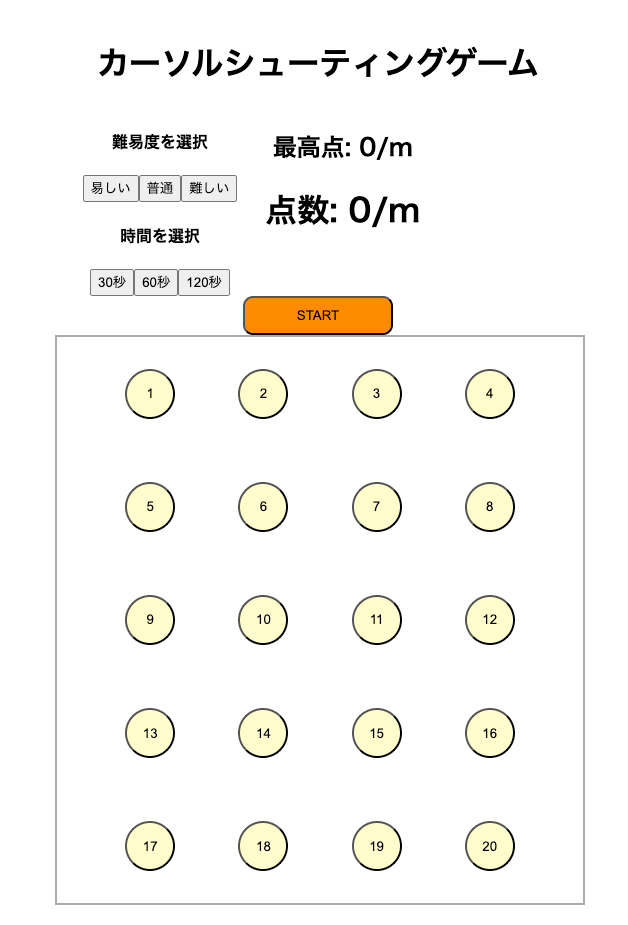 カーソルシューティングゲーム
難易度を選択
易しい 普通 難しい
時間を選択
30秒 60秒 120秒
最高点: 0/m
点数: 0/m
START
1 2 3 4
5 6 7 8
9 10 11 12
13 14 15 16
17 18 19 20